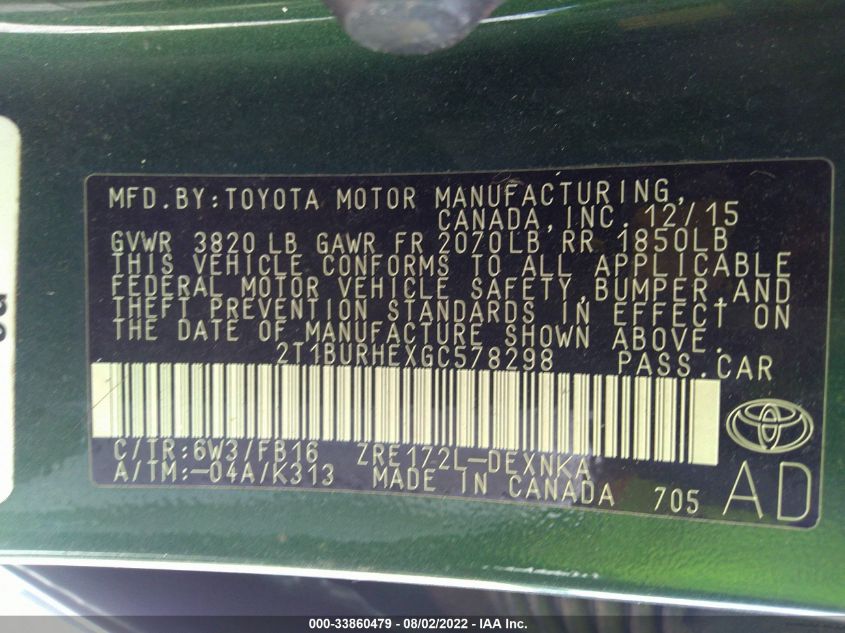 MFD.BY:TOYOTA MOTOR MANUFACTURING,
CANADA,INC. 12/15
GVWR 3820 LB GAWR FR 2070LB RR 1850LB
THIS VEHICLE CONFORMS TO ALL APPLICABLE
FEDERAL MOTOR VEHICLE SAFETY,BUMPER,AND
THEFT PREVENTION STANDARDS IN EFFECT ON
THE DATE OF MANUFACTURE SHOWN ABOVE.
2T1BURHEXGC578298 PASS.CAR
C/TR:6W3/FB16 ZRE172L-DEXNKA
A/TM:-04A/K313 MADE IN CANADA 705
AD
000-33860479 - 08/02/2022 - IAA Inc.